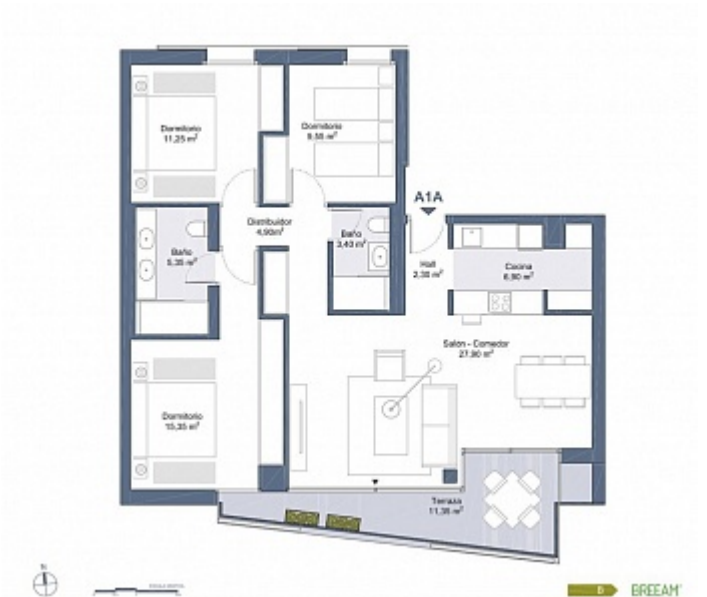 Dormitorio
11,25 m²
Dormitorio
9,55 m²
A1A
Distribuidor
4,90m²
Baño
5,35 m²
Baño
3,40 m²
Hall
2,30 m²
Cocina
6,90 m²
Salón - Comedor
27,90 m²
Dormitorio
15,35 m²
Terraza
11,35 m²
N
B
BREEAM®